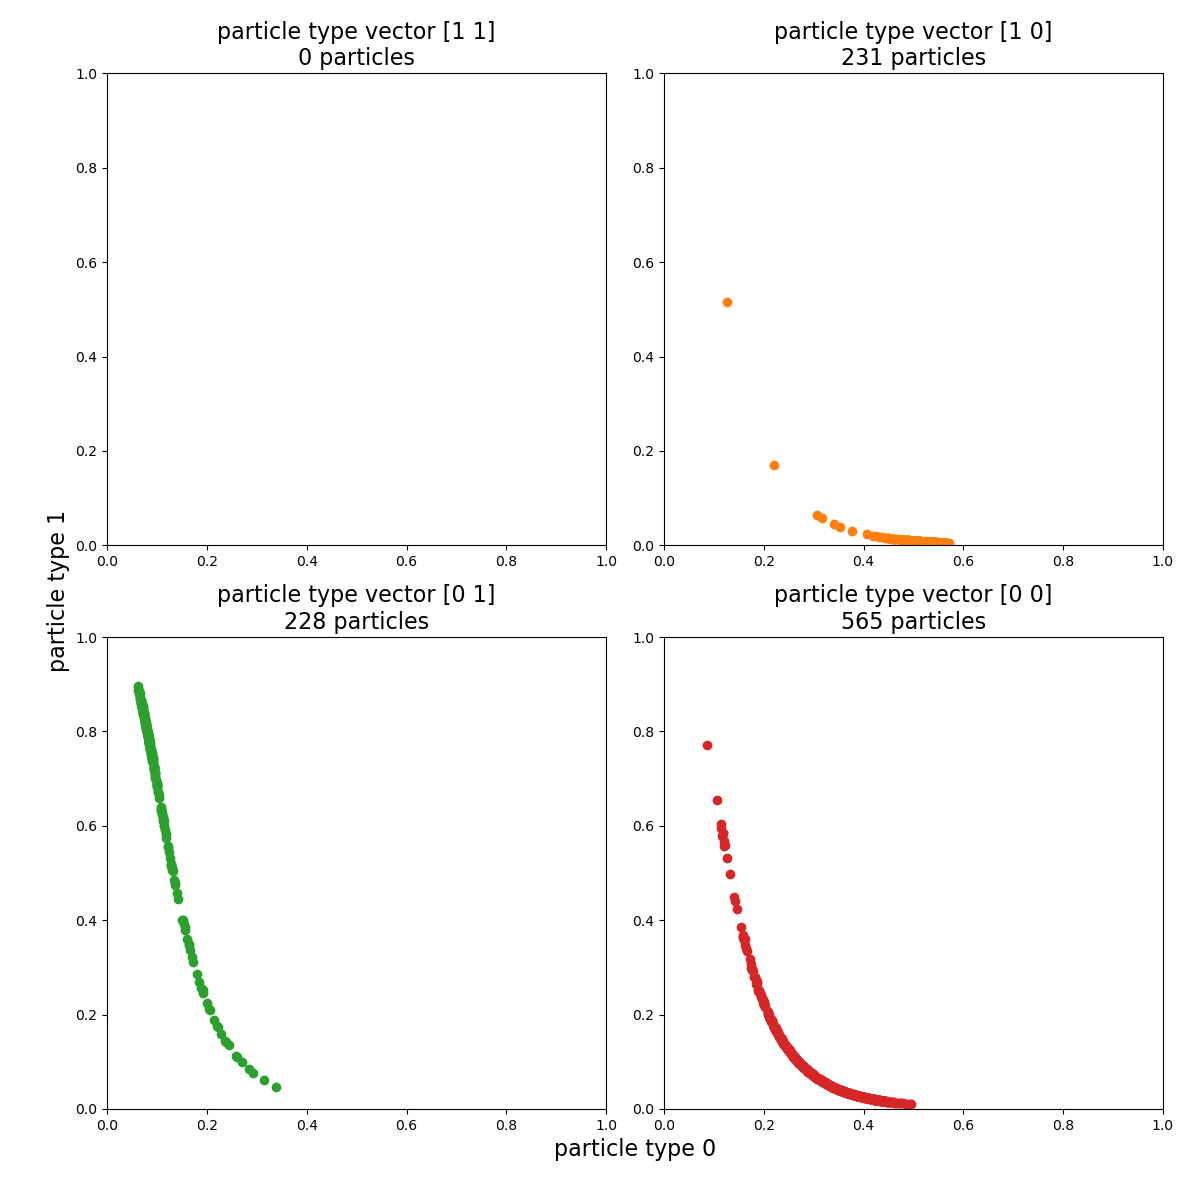 particle type vector [1 1]
0 particles
1.0
0.8
0.6
0.4
0.2
0.0
0.0 0.2 0.4 0.6 0.8 1.0
particle type vector [1 0]
231 particles
1.0
0.8
0.6
0.4
0.2
0.0
0.0 0.2 0.4 0.6 0.8 1.0
particle type 1
particle type vector [0 1]
228 particles
1.0
0.8
0.6
0.4
0.2
0.0
0.0 0.2 0.4 0.6 0.8 1.0
particle type vector [0 0]
565 particles
1.0
0.8
0.6
0.4
0.2
0.0
0.0 0.2 0.4 0.6 0.8 1.0
particle type 0